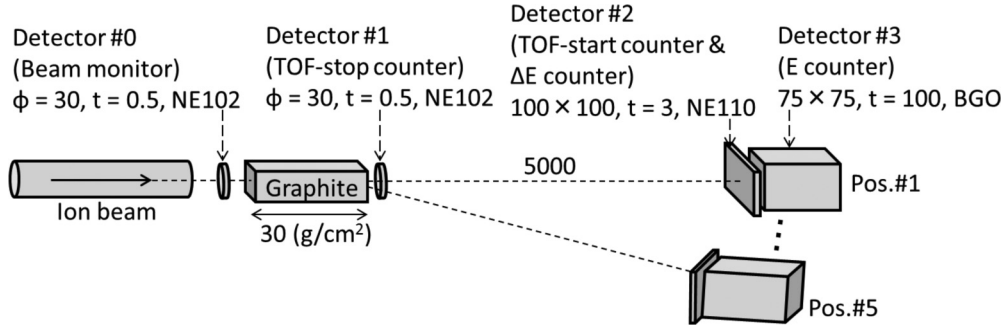 Detector #0
(Beam monitor)
ϕ = 30, t = 0.5, NE102
Detector #1
(TOF-stop counter)
ϕ = 30, t = 0.5, NE102
Detector #2
(TOF-start counter &
ΔE counter)
100 × 100, t = 3, NE110
Detector #3
(E counter)
75 × 75, t = 100, BGO
5000
Graphite
Pos.#1
Ion beam
30 (g/cm²)
Pos.#5